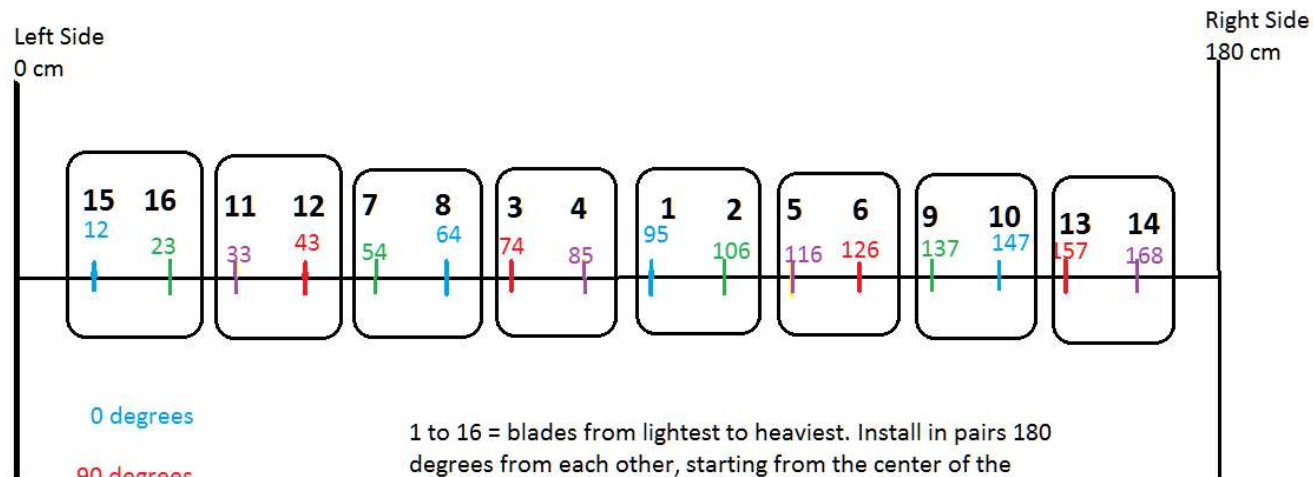 Left Side
0 cm
Right Side
180 cm
15 16 11 12 7 8 3 4 1 2 5 6 9 10 13 14
12 23 33 43 54 64 74 85 95 106 116 126 137 147 157 168
0 degrees
90 degrees
1 to 16 = blades from lightest to heaviest. Install in pairs 180
degrees from each other, starting from the center of the